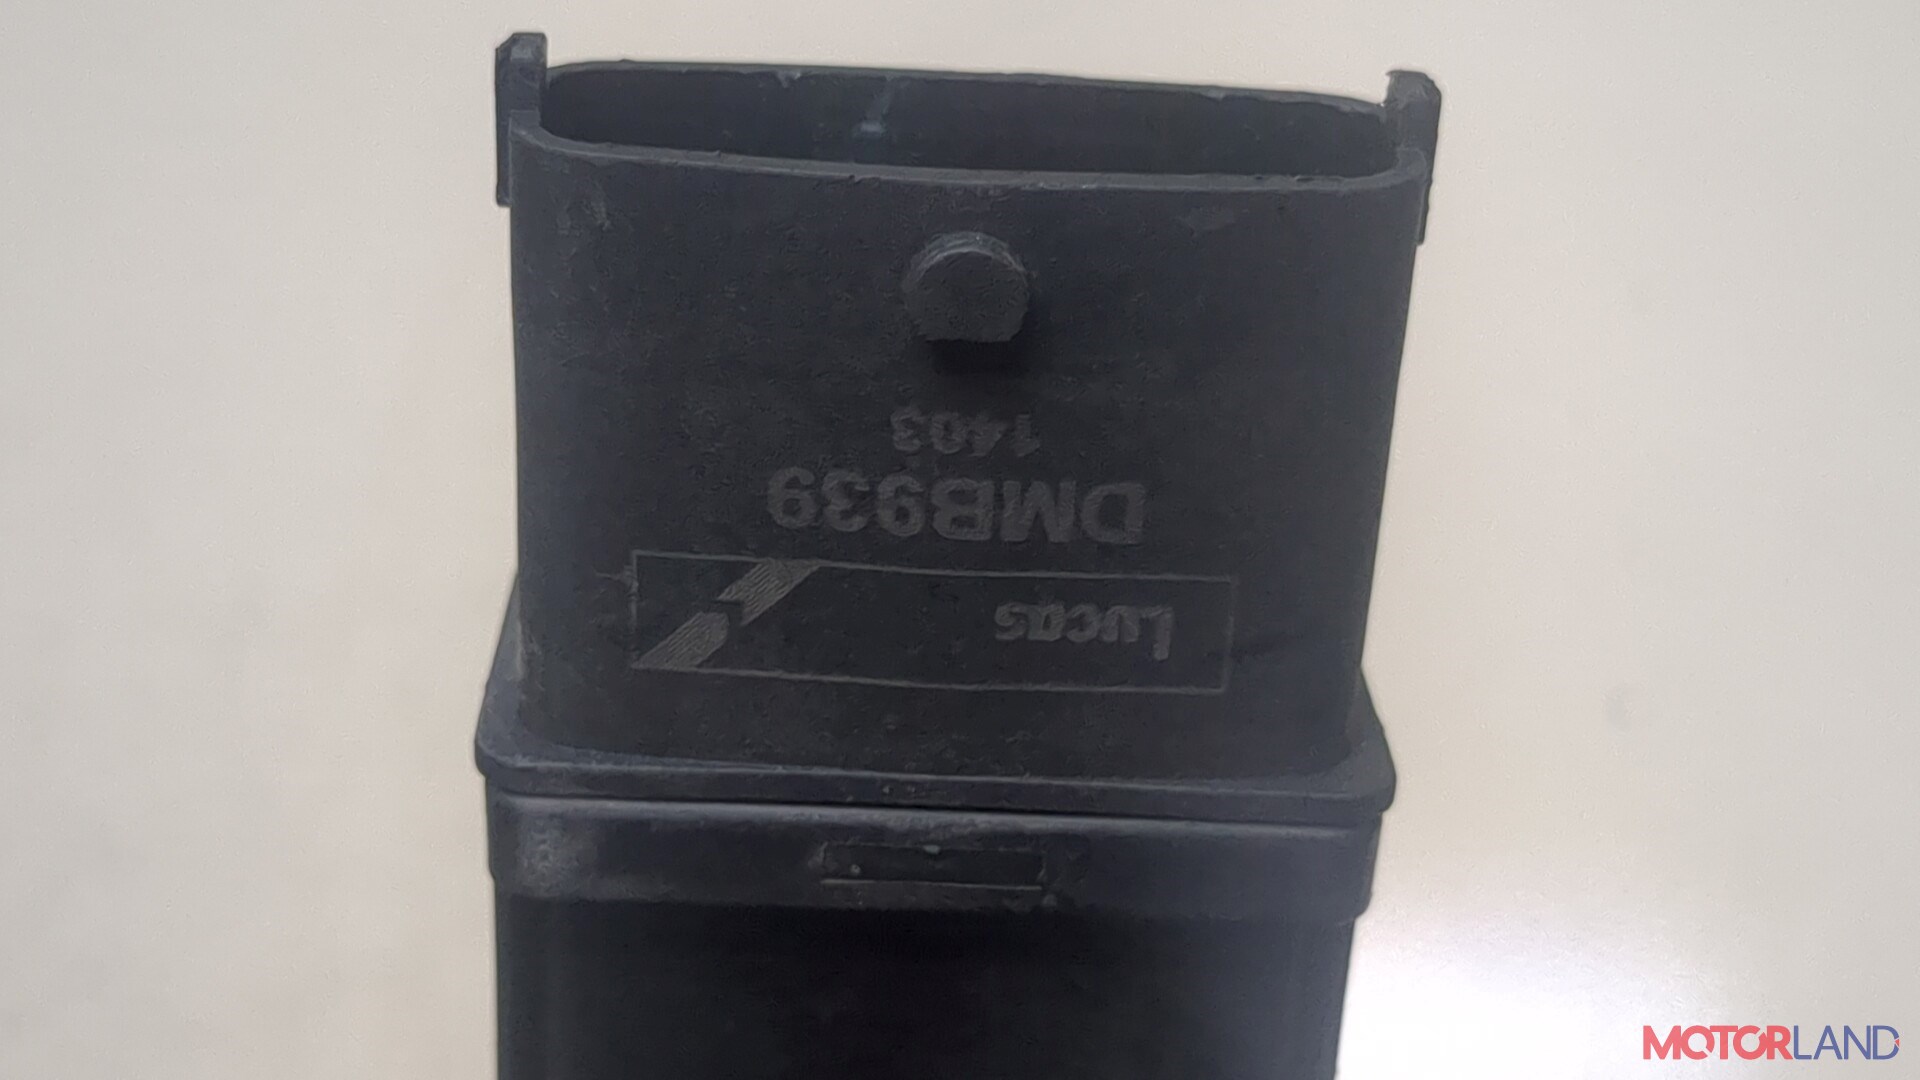 Lucas
DMB939
1403
MOTORLAND